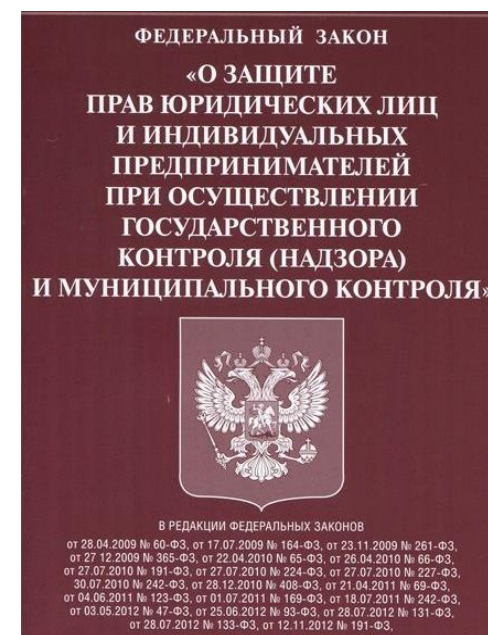 ФЕДЕРАЛЬНЫЙ ЗАКОН
«О ЗАЩИТЕ
ПРАВ ЮРИДИЧЕСКИХ ЛИЦ
И ИНДИВИДУАЛЬНЫХ
ПРЕДПРИНИМАТЕЛЕЙ
ПРИ ОСУЩЕСТВЛЕНИИ
ГОСУДАРСТВЕННОГО
КОНТРОЛЯ (НАДЗОРА)
И МУНИЦИПАЛЬНОГО КОНТРОЛЯ»
В РЕДАКЦИИ ФЕДЕРАЛЬНЫХ ЗАКОНОВ
от 28.04.2009 № 60-ФЗ, от 17.07.2009 № 164-ФЗ, от 23.11.2009 № 261-ФЗ,
от 27.12.2009 № 365-ФЗ, от 22.04.2010 № 65-ФЗ, от 26.04.2010 № 66-ФЗ,
от 27.07.2010 № 191-ФЗ, от 27.07.2010 № 224-ФЗ, от 27.07.2010 № 227-ФЗ,
30.07.2010 № 242-ФЗ, от 28.12.2010 № 408-ФЗ, от 21.04.2011 № 69-ФЗ,
от 04.06.2011 № 123-ФЗ, от 01.07.2011 № 169-ФЗ, от 18.07.2011 № 242-ФЗ,
от 03.05.2012 № 47-ФЗ, от 25.06.2012 № 93-ФЗ, от 28.07.2012 № 131-ФЗ,
от 28.07.2012 № 133-ФЗ, от 12.11.2012 № 191-ФЗ,